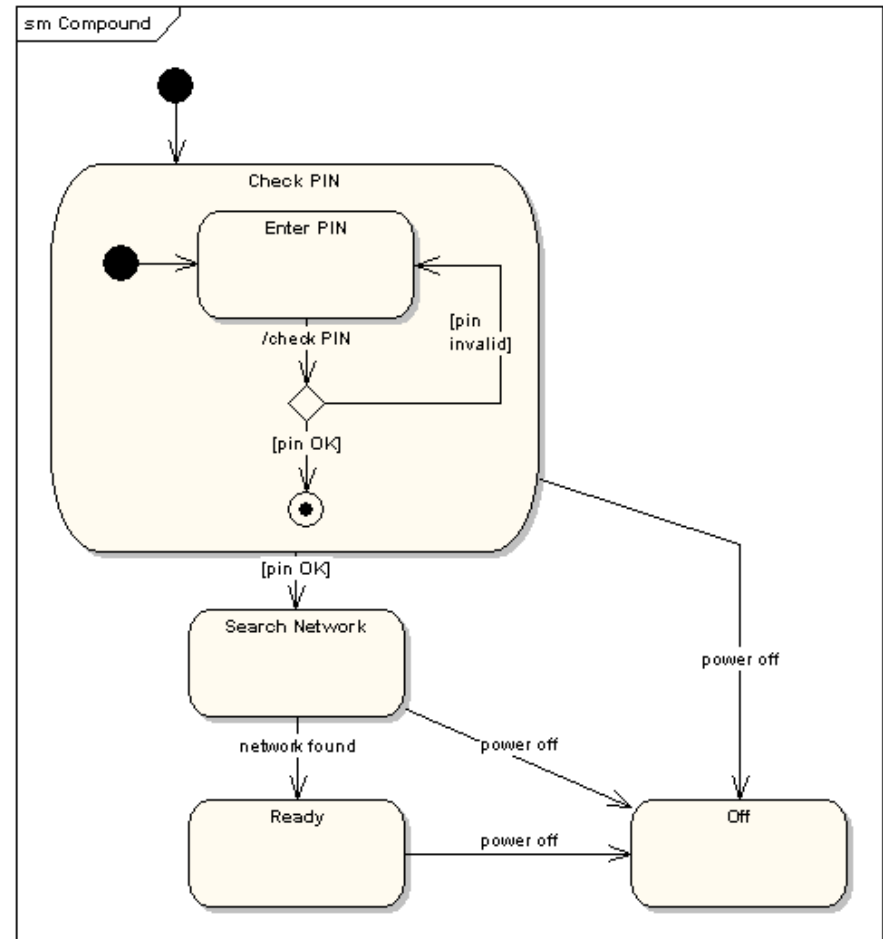 sm Compound
Check PIN
Enter PIN
[pin
invalid]
/check PIN
[pin OK]
[pin OK]
Search Network
power off
network found
power off
Ready
Off
power off